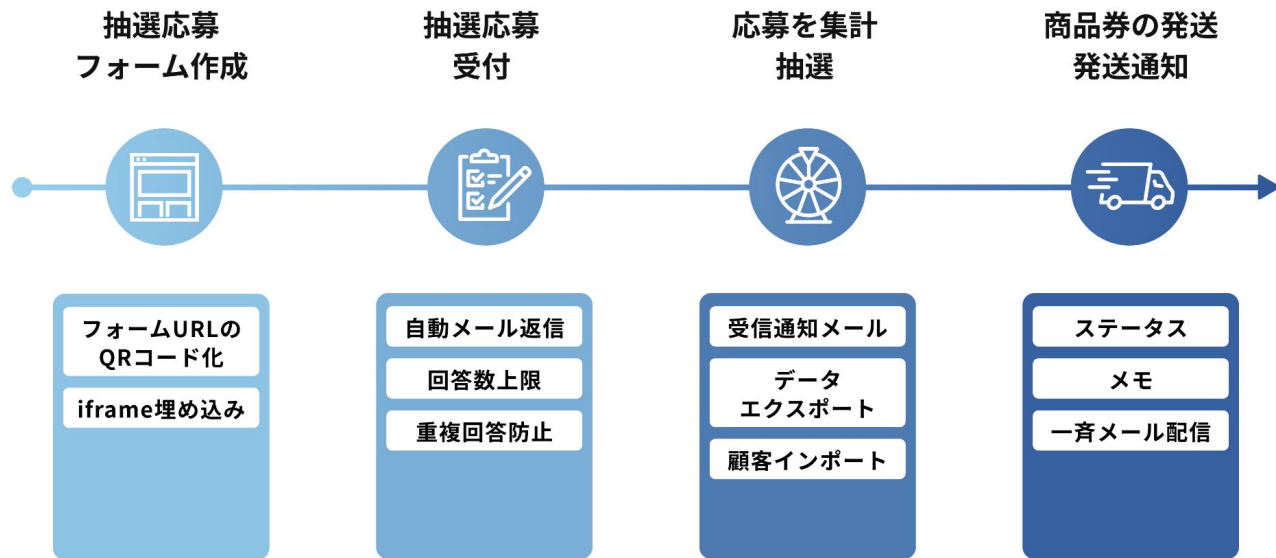 抽選応募
フォーム作成
抽選応募
受付
応募を集計
抽選
商品券の発送
発送通知
フォームURLの
QRコード化
iframe埋め込み
自動メール返信
回答数上限
重複回答防止
受信通知メール
データ
エクスポート
顧客インポート
ステータス
メモ
一斉メール配信